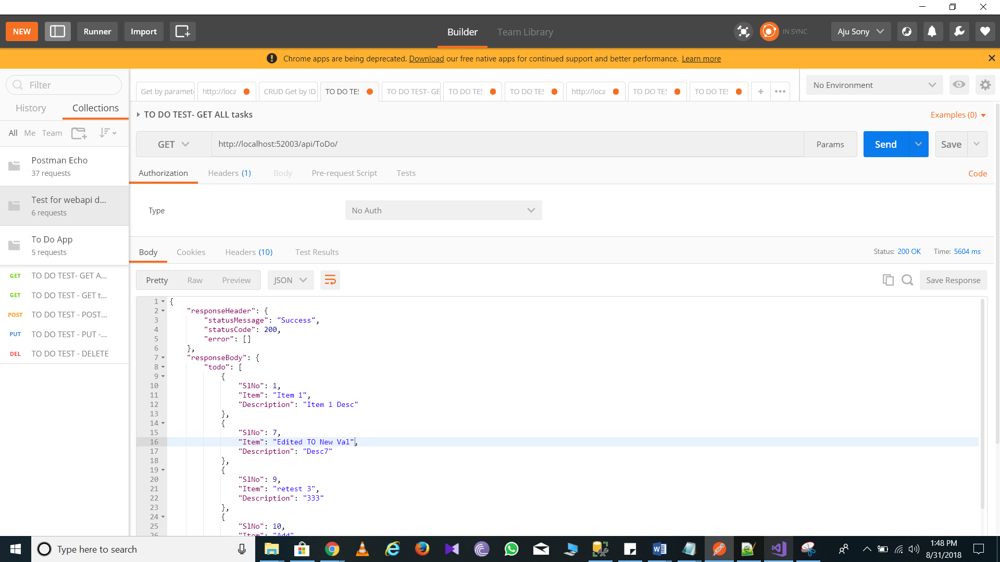 NEW
Runner
Import
Builder
Team Library
IN SYNC
Aju Sony
Chrome apps are being deprecated. Download our free native apps for continued support and better performance. Learn more
Filter
History
Collections
All
Me
Team
Postman Echo
37 requests
Test for webapi d...
6 requests
To Do App
5 requests
GET TO DO TEST- GET A...
GET TO DO TEST - GET t...
POST TO DO TEST - POST...
PUT TO DO TEST - PUT -...
DEL TO DO TEST - DELETE
Get by paramet
http://loca
CRUD Get by ID
TO DO TES
TO DO TEST- GE
TO DO TES
TO DO TES
http://loca
TO DO TES
TO DO TES
No Environment
TO DO TEST- GET ALL tasks
Examples (0)
GET
http://localhost:52003/api/ToDo/
Params
Send
Save
Authorization
Headers (1)
Body
Pre-request Script
Tests
Code
Type
No Auth
Body
Cookies
Headers (10)
Test Results
Status: 200 OK
Time: 5604 ms
Pretty
Raw
Preview
JSON
Save Response
1 {
2 "responseHeader": {
3 "statusMessage": "Success",
4 "statusCode": 200,
5 "error": []
6 },
7 "responseBody": {
8 "todo": [
9 {
10 "SlNo": 1,
11 "Item": "Item 1",
12 "Description": "Item 1 Desc"
13 },
14 {
15 "SlNo": 7,
16 "Item": "Edited TO New Val",
17 "Description": "Desc7"
18 },
19 {
20 "SlNo": 9,
21 "Item": "retest 3",
22 "Description": "333"
23 },
24 {
25 "SlNo": 10,
26 "Item": "Add"
Type here to search
1:48 PM
8/31/2018